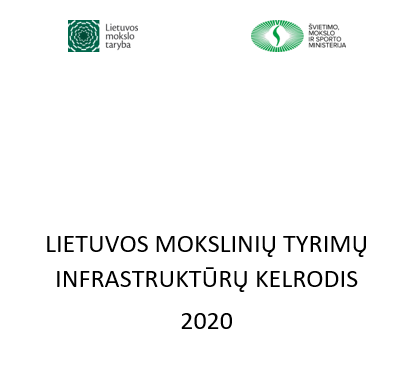 Lietuvos
mokslo
taryba
ŠVIETIMO,
MOKSLO
IR SPORTO
MINISTERIJA
LIETUVOS MOKSLINIŲ TYRIMŲ
INFRASTRUKTŪRŲ KELRODIS
2020